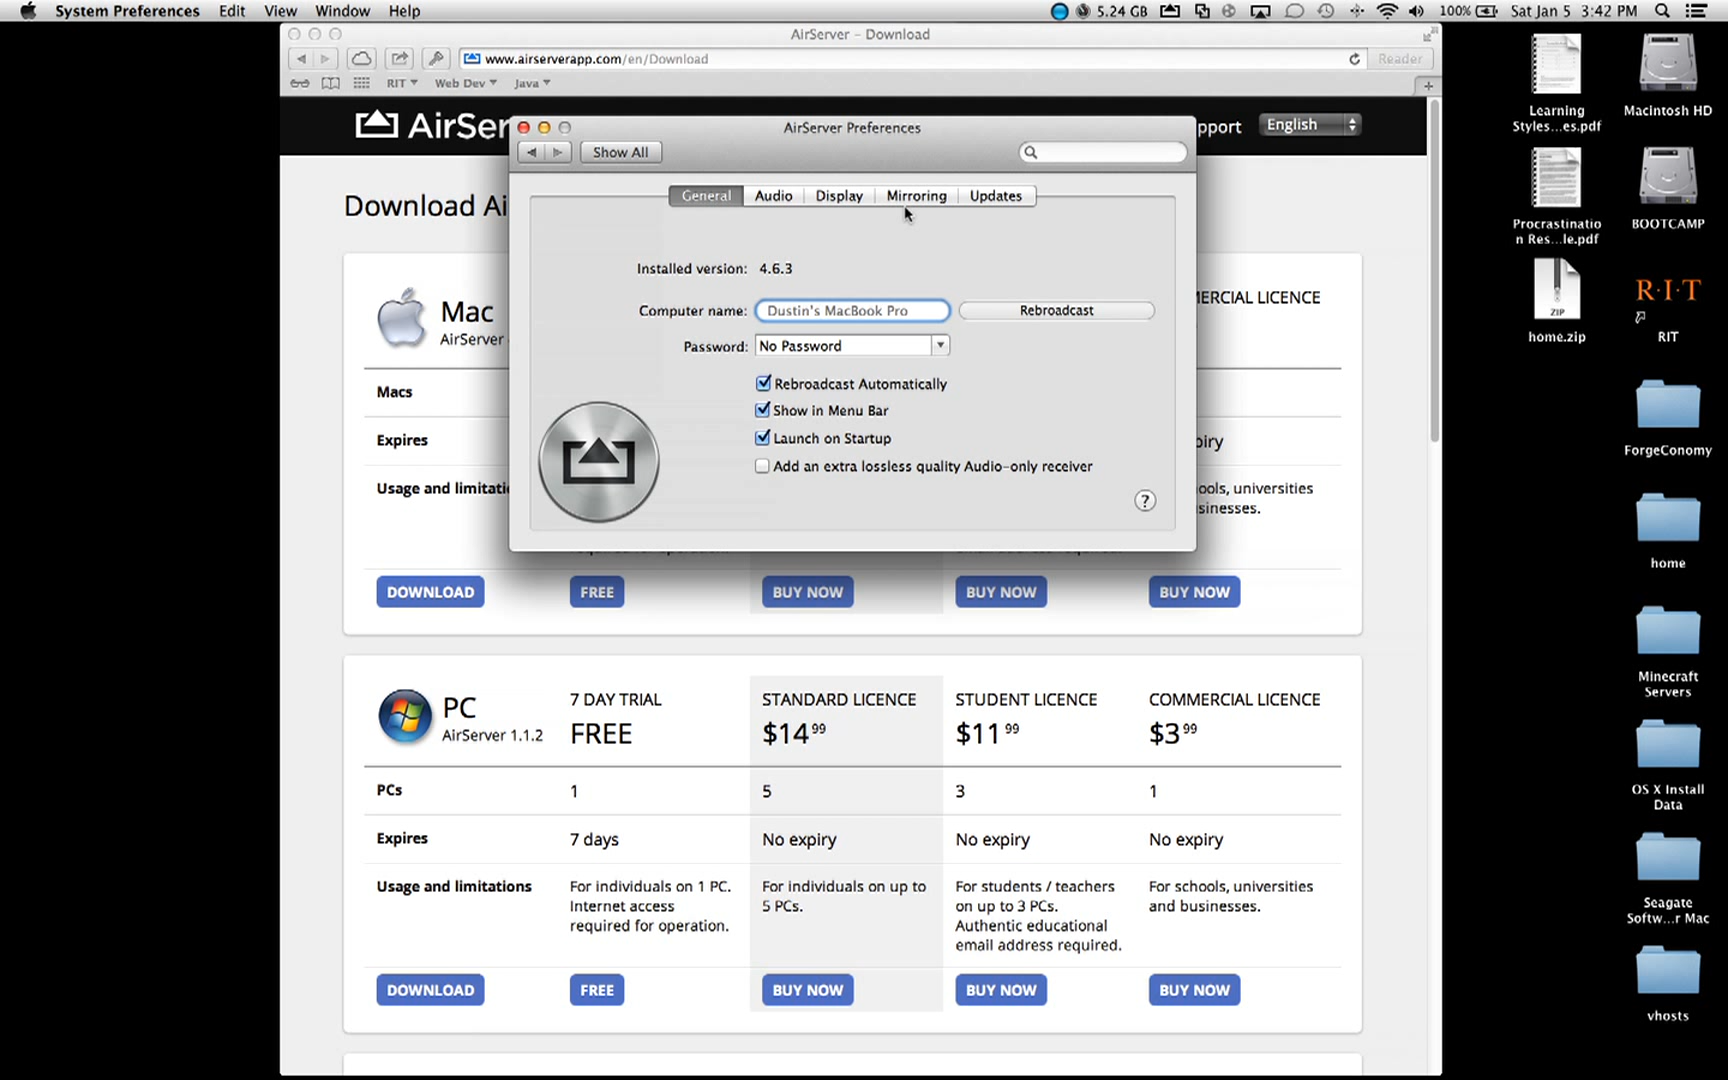 System Preferences Edit View Window Help
5.24 GB 100% Sat Jan 5 3:42 PM
AirServer – Download
www.airserverapp.com/en/Download
Reader
RIT Web Dev Java
AirSer
pport English
Download Ai
AirServer Preferences
Show All
General Audio Display Mirroring Updates
Installed version: 4.6.3
Computer name: Dustin's MacBook Pro Rebroadcast
Password: No Password
Rebroadcast Automatically
Show in Menu Bar
Launch on Startup
Add an extra lossless quality Audio-only receiver
?
Mac
AirServer
MERCIAL LICENCE
Macs
Expires
piry
Usage and limitati
ools, universities
sinesses.
DOWNLOAD FREE BUY NOW BUY NOW BUY NOW
PC
AirServer 1.1.2
7 DAY TRIAL STANDARD LICENCE STUDENT LICENCE COMMERCIAL LICENCE
FREE $14 99 $11 99 $3 99
PCs 1 5 3 1
Expires 7 days No expiry No expiry No expiry
Usage and limitations
For individuals on 1 PC.
Internet access
required for operation.
For individuals on up to
5 PCs.
For students / teachers
on up to 3 PCs.
Authentic educational
email address required.
For schools, universities
and businesses.
DOWNLOAD FREE BUY NOW BUY NOW BUY NOW
Learning
Styles...es.pdf
Macintosh HD
Procrastinatio
n Res...le.pdf
BOOTCAMP
ZIP
home.zip
R·I·T
RIT
ForgeConomy
home
Minecraft
Servers
OS X Install
Data
Seagate
Softw...r Mac
vhosts